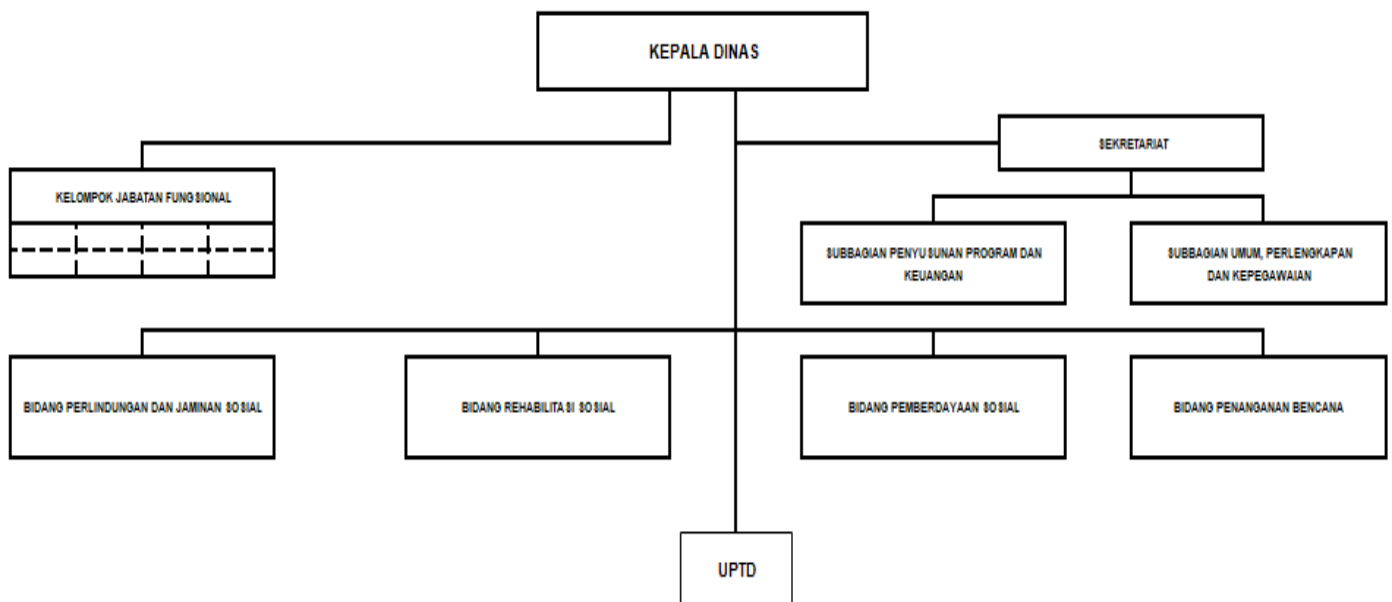 KEPALA DINAS
SEKRETARIAT
KELOMPOK JABATAN FUNGSIONAL
SUBBAGIAN PENYUSUNAN PROGRAM DAN
KEUANGAN
SUBBAGIAN UMUM, PERLENGKAPAN
DAN KEPEGAWAIAN
BIDANG PERLINDUNGAN DAN JAMINAN SOSIAL
BIDANG REHABILITASI SOSIAL
BIDANG PEMBERDAYAAN SOSIAL
BIDANG PENANGANAN BENCANA
UPTD